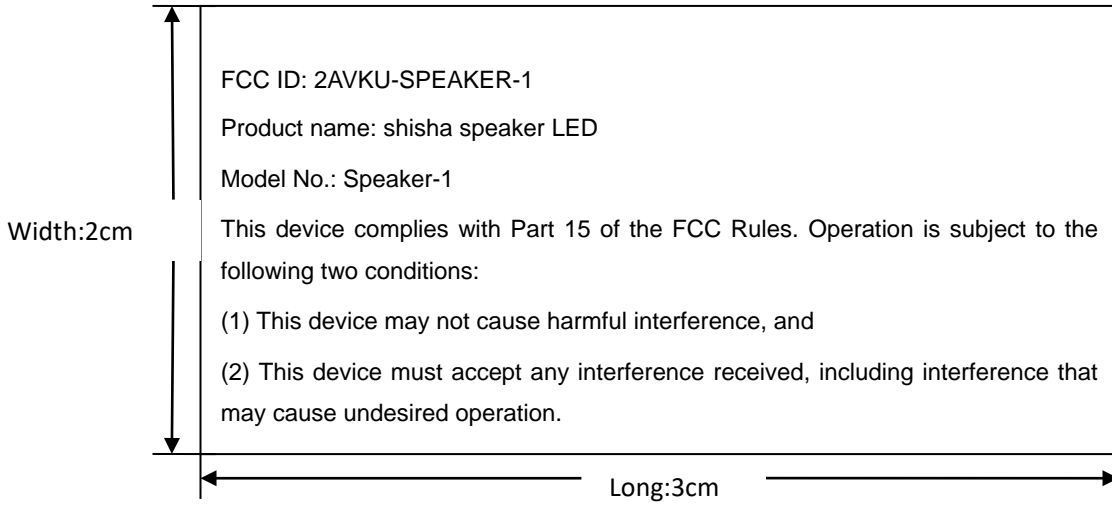 FCC ID: 2AVKU-SPEAKER-1
Product name: shisha speaker LED
Model No.: Speaker-1
Width:2cm
This device complies with Part 15 of the FCC Rules. Operation is subject to the
following two conditions:
(1) This device may not cause harmful interference, and
(2) This device must accept any interference received, including interference that
may cause undesired operation.
Long:3cm